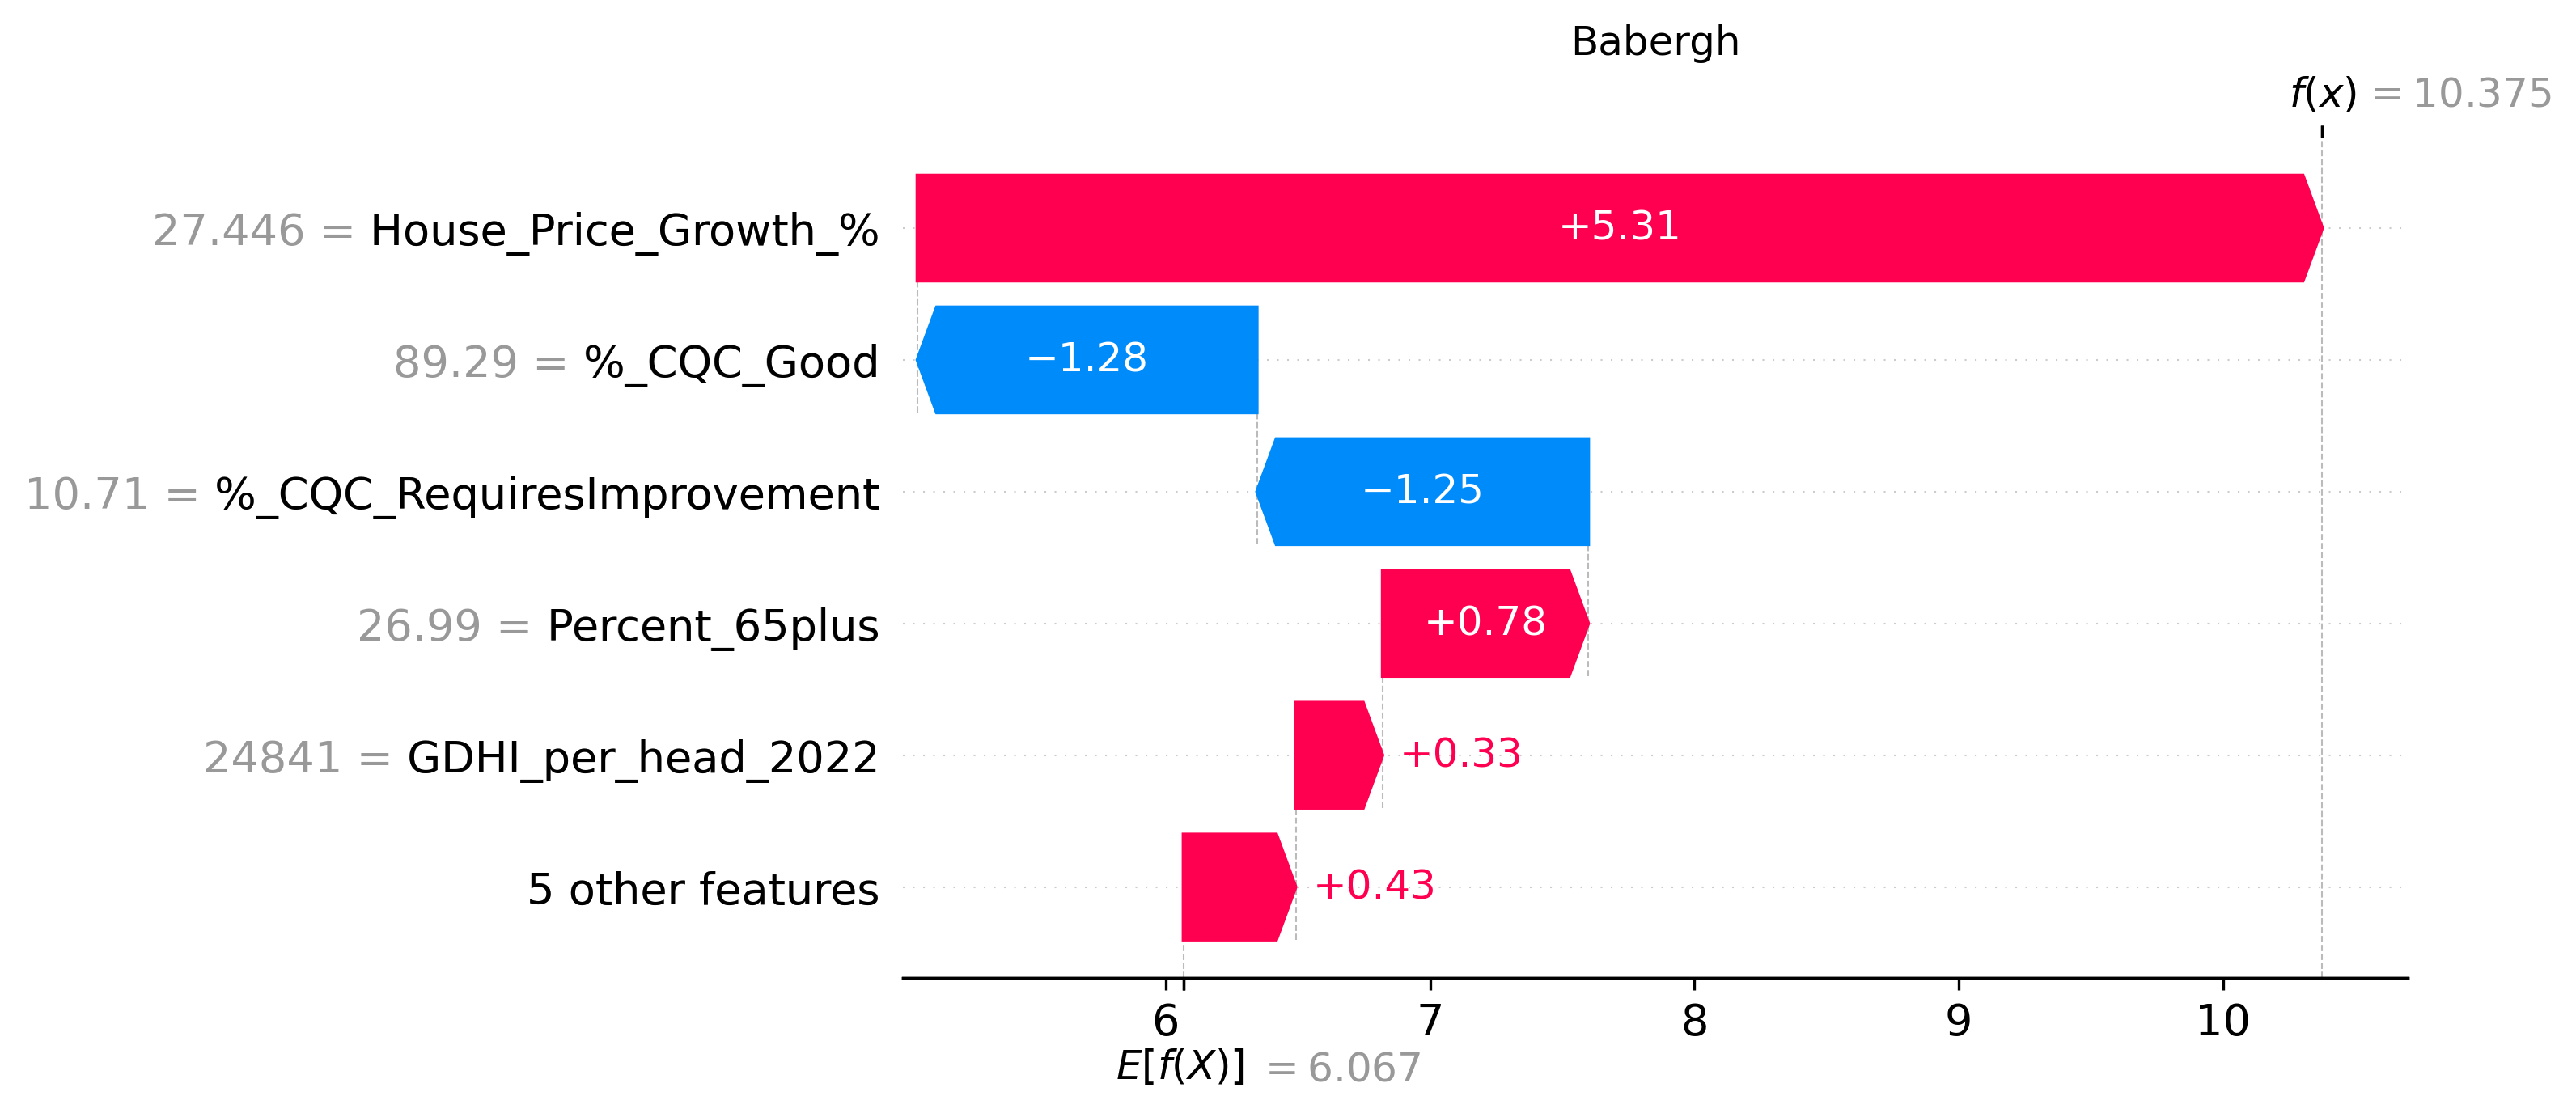 Babergh
f(x) = 10.375
27.446 = House_Price_Growth_%
+5.31
89.29 = %_CQC_Good
−1.28
10.71 = %_CQC_RequiresImprovement
−1.25
26.99 = Percent_65plus
+0.78
24841 = GDHI_per_head_2022
+0.33
5 other features
+0.43
6 7 8 9 10
E[f(X)] = 6.067